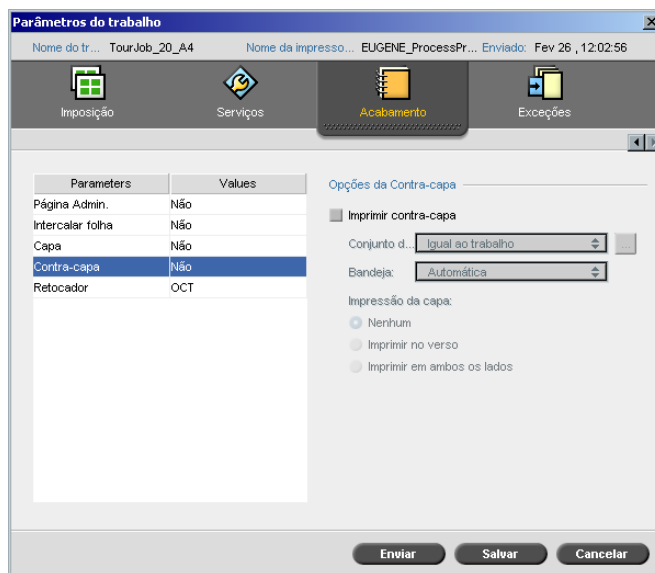 Parâmetros do trabalho
Nome do tr... TourJob_20_A4 Nome da impresso... EUGENE_ProcessPr... Enviado: Fev 26 , 12:02:56
Imposição Serviços Acabamento Exceções
Parameters Values
Página Admin. Não
Intercalar folha Não
Capa Não
Contra-capa Não
Retocador OCT
Opções da Contra-capa
Imprimir contra-capa
Conjunto d... Igual ao trabalho ...
Bandeja: Automática
Impressão da capa:
Nenhum
Imprimir no verso
Imprimir em ambos os lados
Enviar Salvar Cancelar